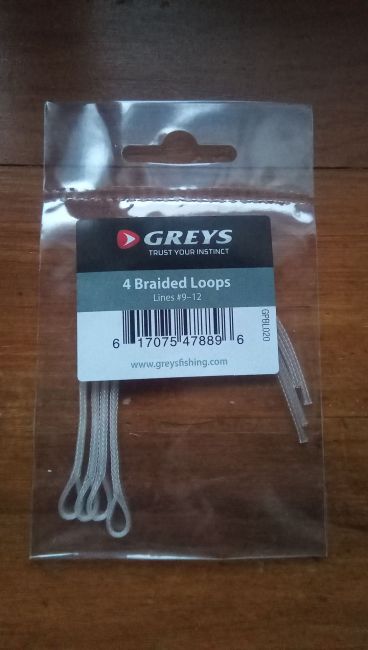 GREYS
TRUST YOUR INSTINCT
4 Braided Loops
Lines #9–12
GPBL020
6 17075 47889 6
www.greysfishing.com